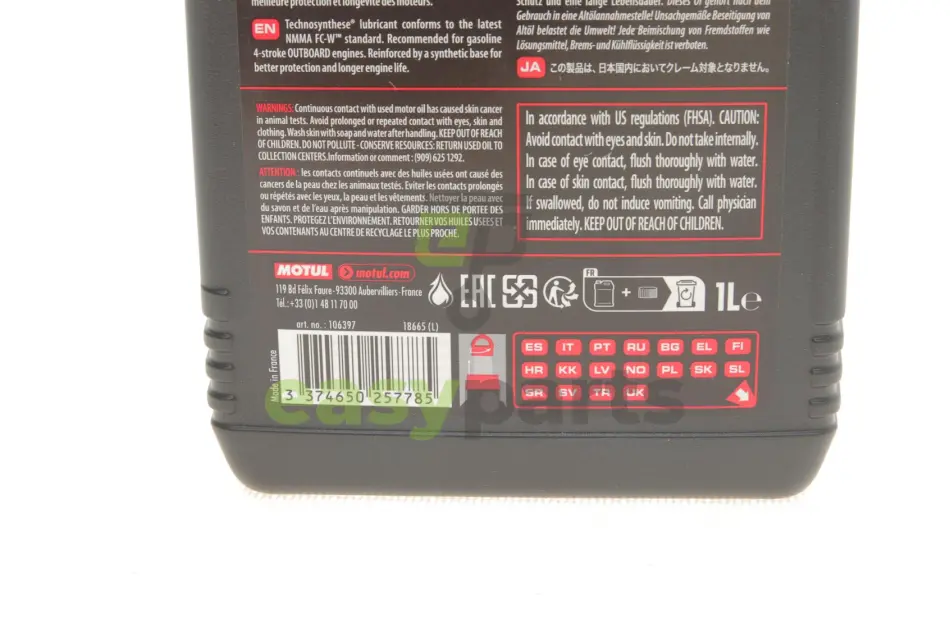 meilleure protection et longévité des moteurs.
EN Technosynthese® lubricant conforms to the latest
NMMA FC-W™ standard. Recommended for gasoline
4-stroke OUTBOARD engines. Reinforced by a synthetic base for
better protection and longer engine life.
Schutz und eine lange Lebensdauer. Dieses Öl gehört nach dem
Gebrauch in eine Altölannahmestelle! Unsachgemäße Beseitigung von
Altöl belastet die Umwelt! Jede Beimischung von Fremdstoffen wie
Lösungsmittel, Brems- und Kühlflüssigkeit ist verboten.
JA この製品は、日本国内においてクレーム対象となりません。
WARNINGS: Continuous contact with used motor oil has caused skin cancer
in animal tests. Avoid prolonged or repeated contact with eyes, skin and
clothing. Wash skin with soap and water after handling. KEEP OUT OF REACH
OF CHILDREN. DO NOT POLLUTE - CONSERVE RESOURCES: RETURN USED OIL TO
COLLECTION CENTERS. Information or comment : (909) 625 1292.
ATTENTION : les contacts continuels avec des huiles usées ont causé des
cancers de la peau chez les animaux testés. Eviter les contacts prolongés
ou répétés avec les yeux, la peau et les vêtements. Nettoyer la peau avec
du savon et de l'eau après manipulation. GARDER HORS DE PORTEE DES
ENFANTS. PROTEGEZ L'ENVIRONNEMENT. RETOURNER VOS HUILES USEES ET
VOS CONTENANTS AU CENTRE DE RECYCLAGE LE PLUS PROCHE.
In accordance with US regulations (FHSA). CAUTION:
Avoid contact with eyes and skin. Do not take internally.
In case of eye contact, flush thoroughly with water.
In case of skin contact, flush thoroughly with water.
If swallowed, do not induce vomiting. Call physician
immediately. KEEP OUT OF REACH OF CHILDREN.
MOTUL motul.com
119 Bd Félix Faure - 93300 Aubervilliers - France
Tél.: +33 (0)1 48 11 70 00
EAC
FR
+
1L℮
art. no. : 106397 18665 (L)
Made in France
3 374650 257785
ES IT PT RU BG EL FI
HR KK LV NO PL SK SL
SR SV TR UK
easyparts